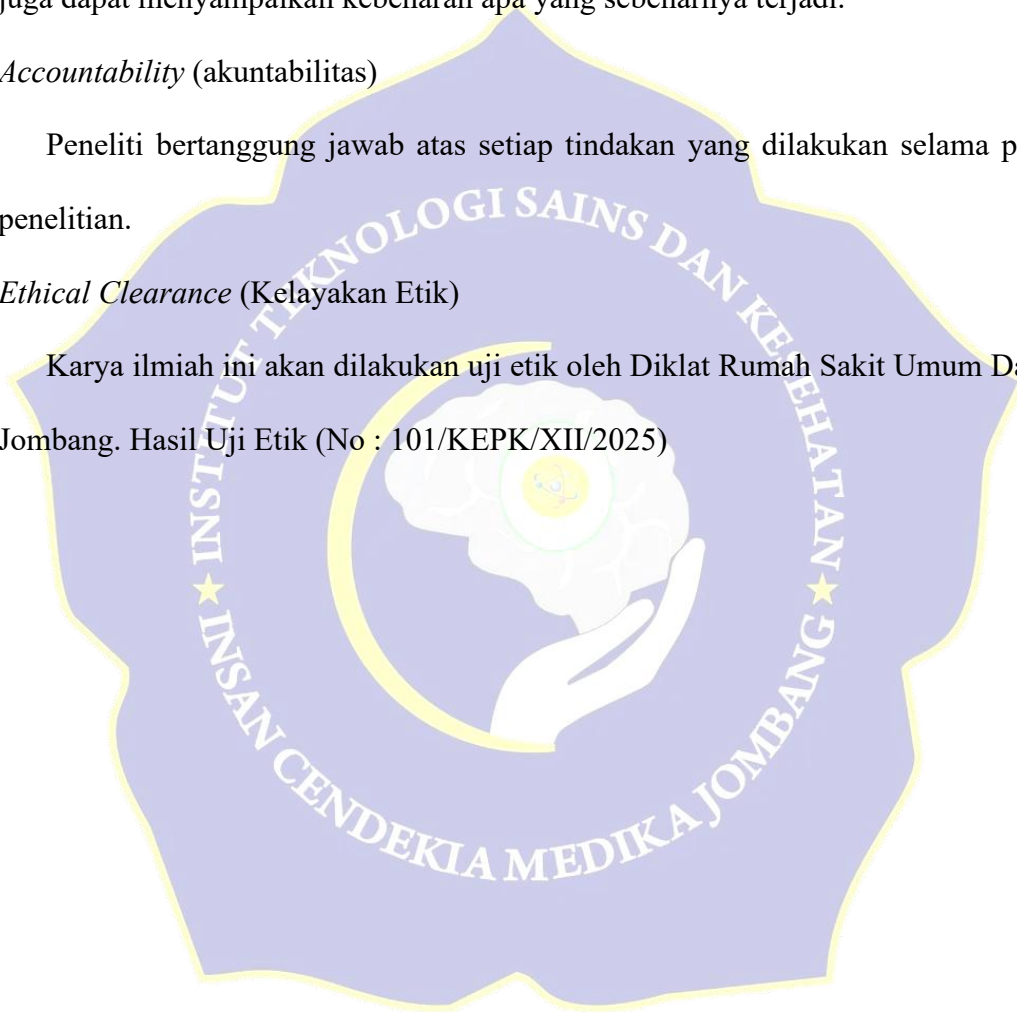 juga dapat menyampaikan kebenaran apa yang sebenarnya terjadi.
Accountability (akuntabilitas)
Peneliti bertanggung jawab atas setiap tindakan yang dilakukan selama p
penelitian.
Ethical Clearance (Kelayakan Etik)
Karya ilmiah ini akan dilakukan uji etik oleh Diklat Rumah Sakit Umum Da
Jombang. Hasil Uji Etik (No : 101/KEPK/XII/2025)
INSTITUT TEKNOLOGI SAINS DAN KESEHATAN
INSAN CENDEKIA MEDIKA JOMBANG